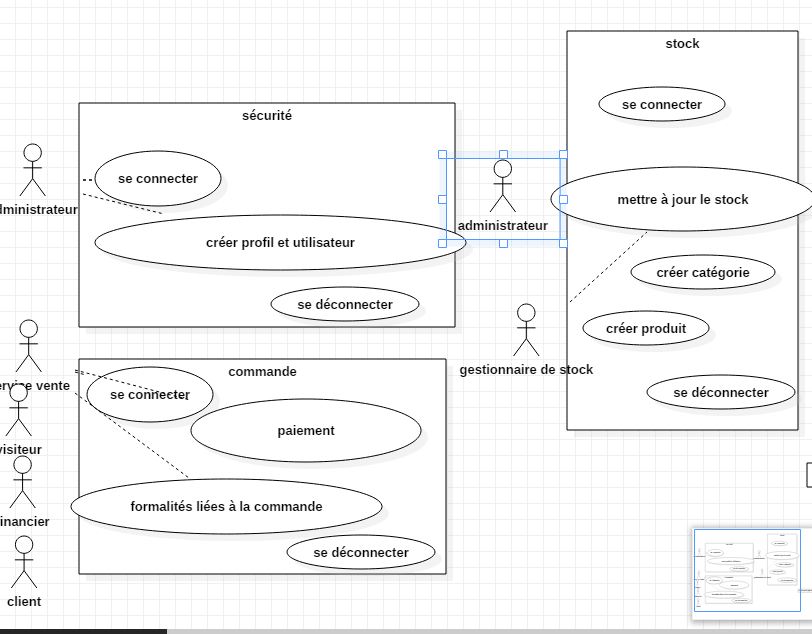 stock
se connecter
sécurité
se connecter
mettre à jour le stock
dministrateur
administrateur
créer profil et utilisateur
créer catégorie
se déconnecter
créer produit
gestionnaire de stock
commande
ervice vente
se connecter
se déconnecter
paiement
visiteur
formalités liées à la commande
inancier
se déconnecter
client